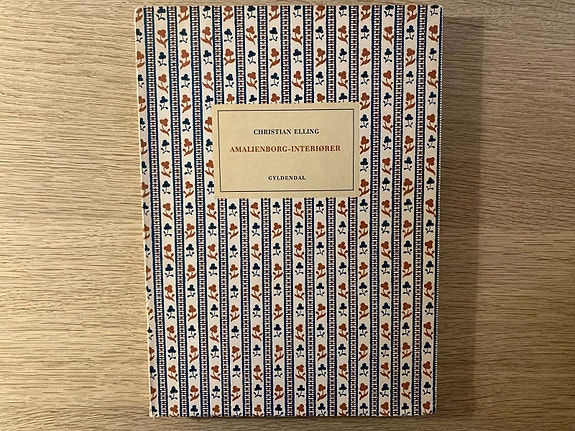 CHRISTIAN ELLING
AMALIENBORG-INTERIØRER
GYLDENDAL